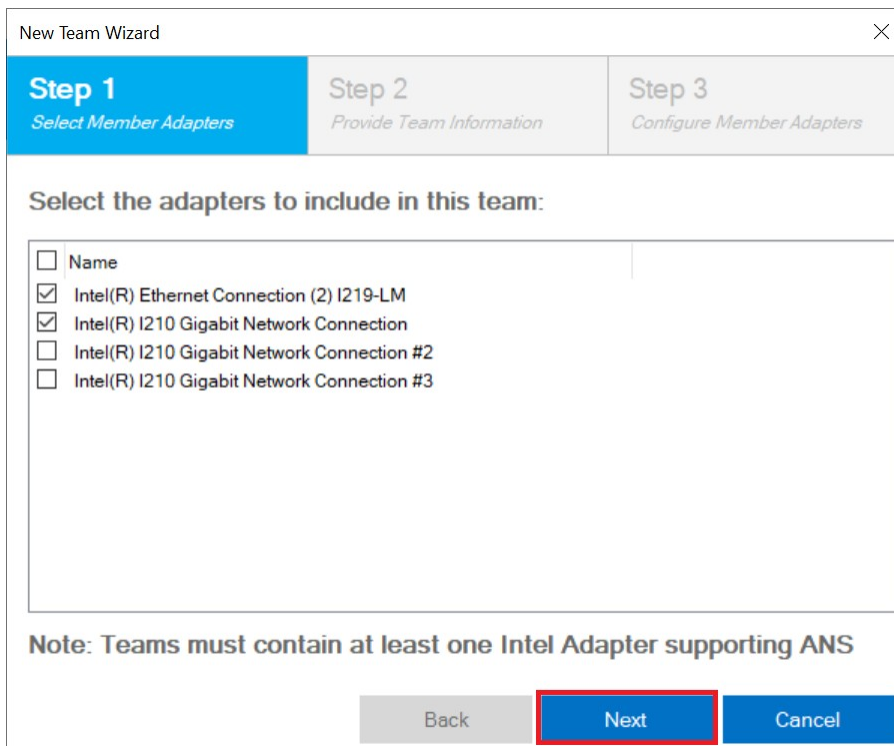 New Team Wizard
Step 1
Select Member Adapters
Step 2
Provide Team Information
Step 3
Configure Member Adapters
Select the adapters to include in this team:
Name
Intel(R) Ethernet Connection (2) I219-LM
Intel(R) I210 Gigabit Network Connection
Intel(R) I210 Gigabit Network Connection #2
Intel(R) I210 Gigabit Network Connection #3
Note: Teams must contain at least one Intel Adapter supporting ANS
Back
Next
Cancel